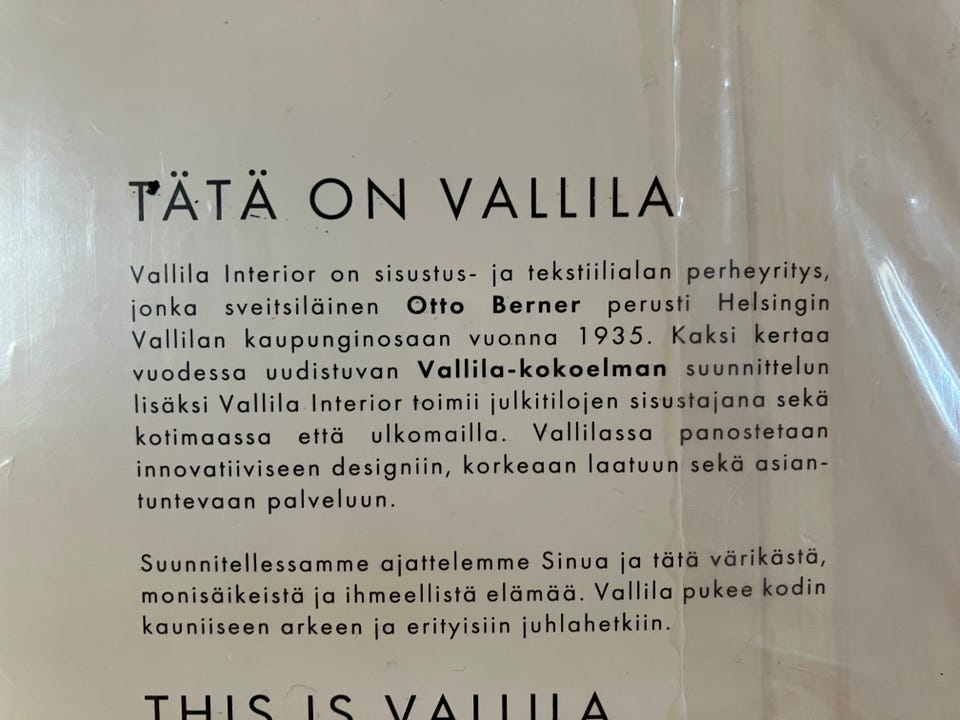 TÄTÄ ON VALLILA
Vallila Interior on sisustus- ja tekstiilialan perheyritys,
jonka sveitsiläinen Otto Berner perusti Helsingin
Vallilan kaupunginosaan vuonna 1935. Kaksi kertaa
vuodessa uudistuvan Vallila-kokoelman suunnittelun
lisäksi Vallila Interior toimii julkitilojen sisustajana sekä
kotimaassa että ulkomailla. Vallilassa panostetaan
innovatiiviseen designiin, korkeaan laatuun sekä asian-
tuntevaan palveluun.
Suunnitellessamme ajattelemme Sinua ja tätä värikästä,
monisäikeistä ja ihmeellistä elämää. Vallila pukee kodin
kauniiseen arkeen ja erityisiin juhlahetkiin.
THIS IS VALLILA